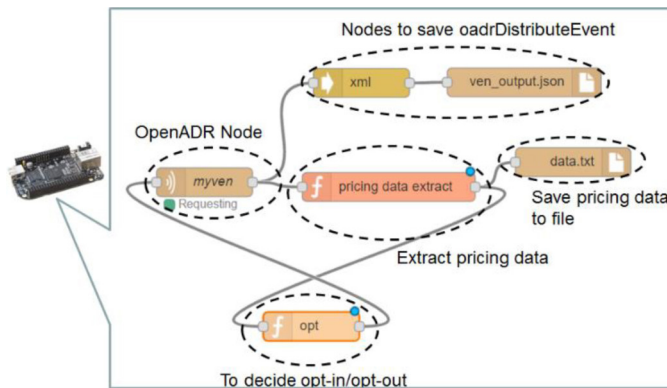 Nodes to save oadrDistributeEvent
xml
ven_output.json
OpenADR Node
myven
Requesting
pricing data extract
data.txt
Save pricing data
to file
Extract pricing data
opt
To decide opt-in/opt-out